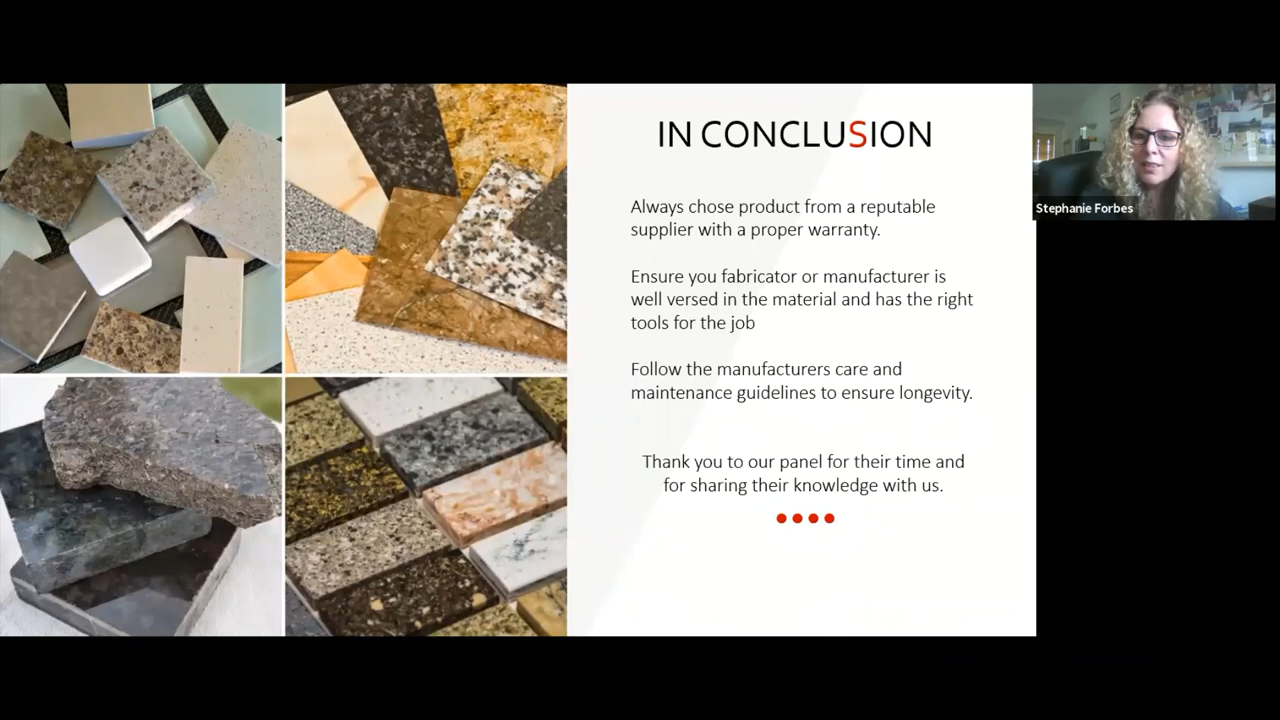 IN CONCLUSION
Always chose product from a reputable
supplier with a proper warranty.
Ensure you fabricator or manufacturer is
well versed in the material and has the right
tools for the job
Follow the manufacturers care and
maintenance guidelines to ensure longevity.
Thank you to our panel for their time and
for sharing their knowledge with us.
Stephanie Forbes